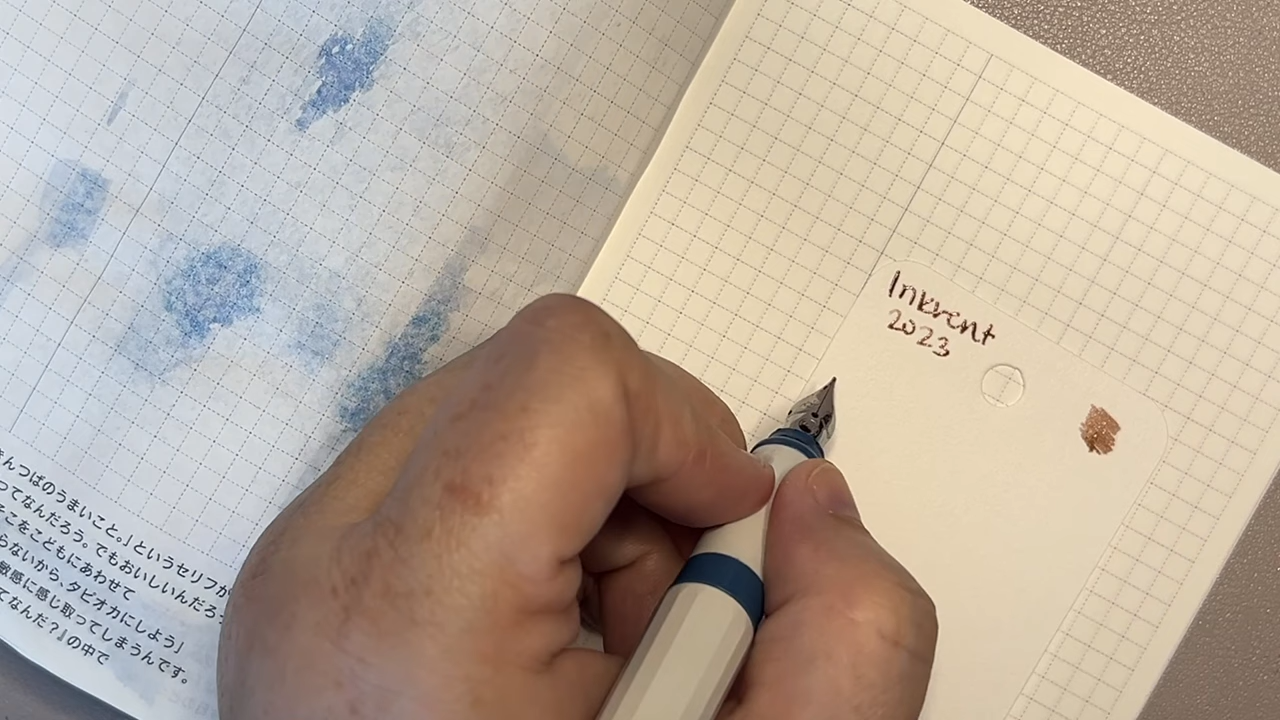 きんつばのうまいこと。」というセリフが
ってなんだろう。でもおいしいんだろ
そこをこどもにあわせて
らないから、タピオカにしよう」
敏感に感じ取ってしまうんです。
てなんだ？』の中で
Inkvent
2023